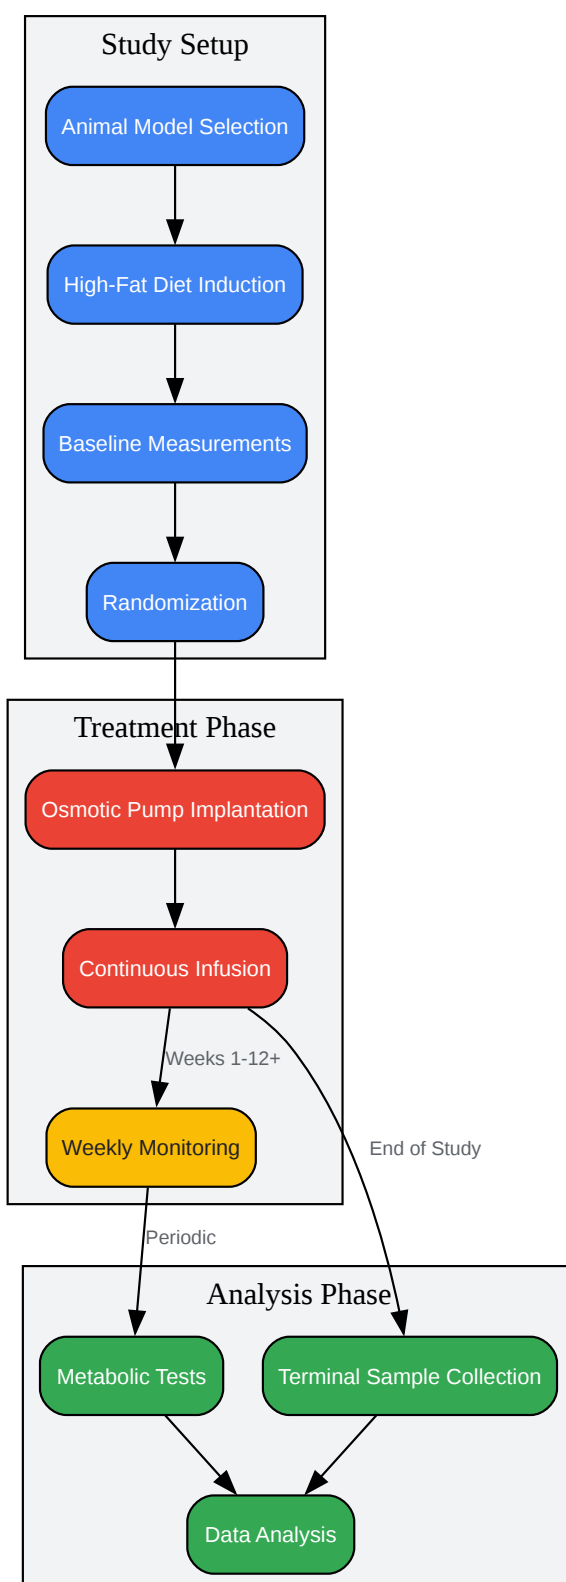 Study Setup
Animal Model Selection
High-Fat Diet Induction
Baseline Measurements
Randomization
Treatment Phase
Osmotic Pump Implantation
Continuous Infusion
Weeks 1-12+
Weekly Monitoring
End of Study
Periodic
Analysis Phase
Metabolic Tests
Terminal Sample Collection
Data Analysis